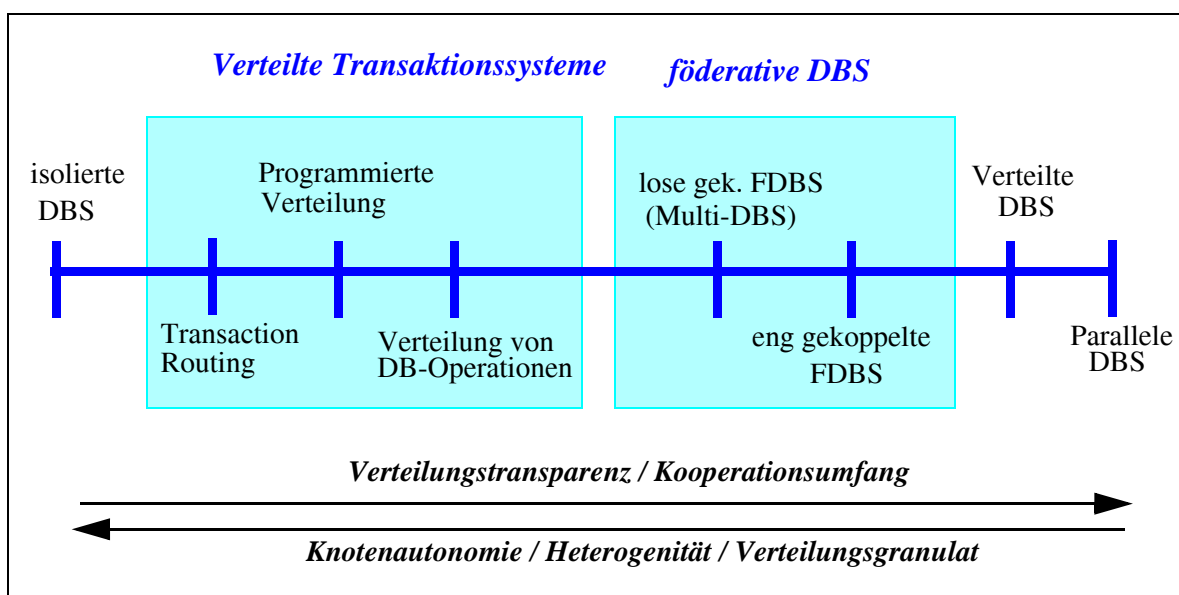 Verteilte Transaktionssysteme
föderative DBS
isolierte
DBS
Programmierte
Verteilung
lose gek. FDBS
(Multi-DBS)
Verteilte
DBS
Transaction
Routing
Verteilung von
DB-Operationen
eng gekoppelte
FDBS
Parallele
DBS
Verteilungstransparenz / Kooperationsumfang
Knotenautonomie / Heterogenität / Verteilungsgranulat